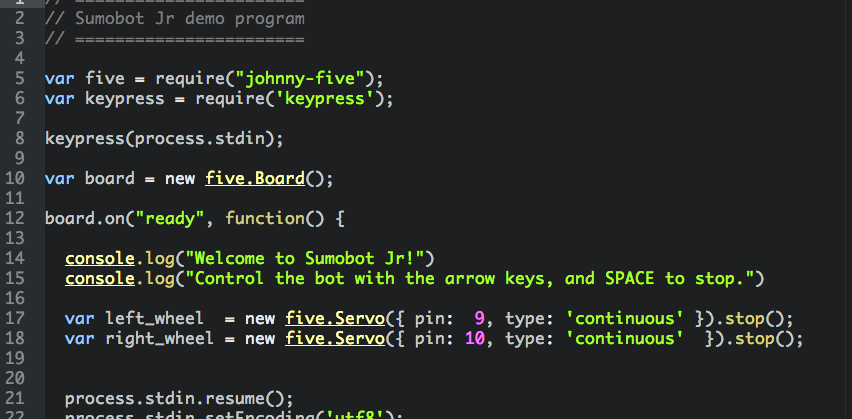 1 // =======================
2 // Sumobot Jr demo program
3 // =======================
4
5 var five = require("johnny-five");
6 var keypress = require('keypress');
7
8 keypress(process.stdin);
9
10 var board = new five.Board();
11
12 board.on("ready", function() {
13
14 console.log("Welcome to Sumobot Jr!")
15 console.log("Control the bot with the arrow keys, and SPACE to stop.")
16
17 var left_wheel  = new five.Servo({ pin:  9, type: 'continuous' }).stop();
18 var right_wheel = new five.Servo({ pin: 10, type: 'continuous'  }).stop();
19
20
21 process.stdin.resume();
22 process.stdin.setEncoding('utf8');